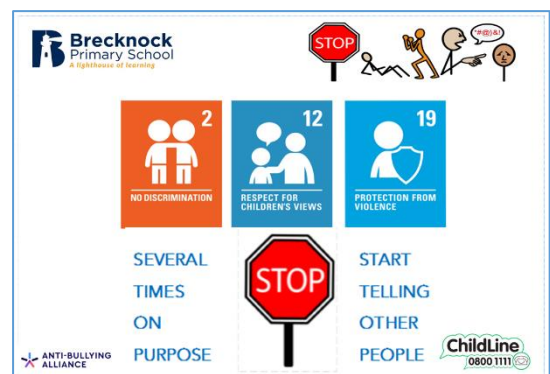 Brecknock
Primary School
A lighthouse of learning
STOP
*#@)&!
2
NO DISCRIMINATION
12
RESPECT FOR
CHILDREN'S VIEWS
19
PROTECTION FROM
VIOLENCE
SEVERAL
TIMES
ON
PURPOSE
STOP
START
TELLING
OTHER
PEOPLE
ANTI-BULLYING
ALLIANCE
ChildLine
0800 1111